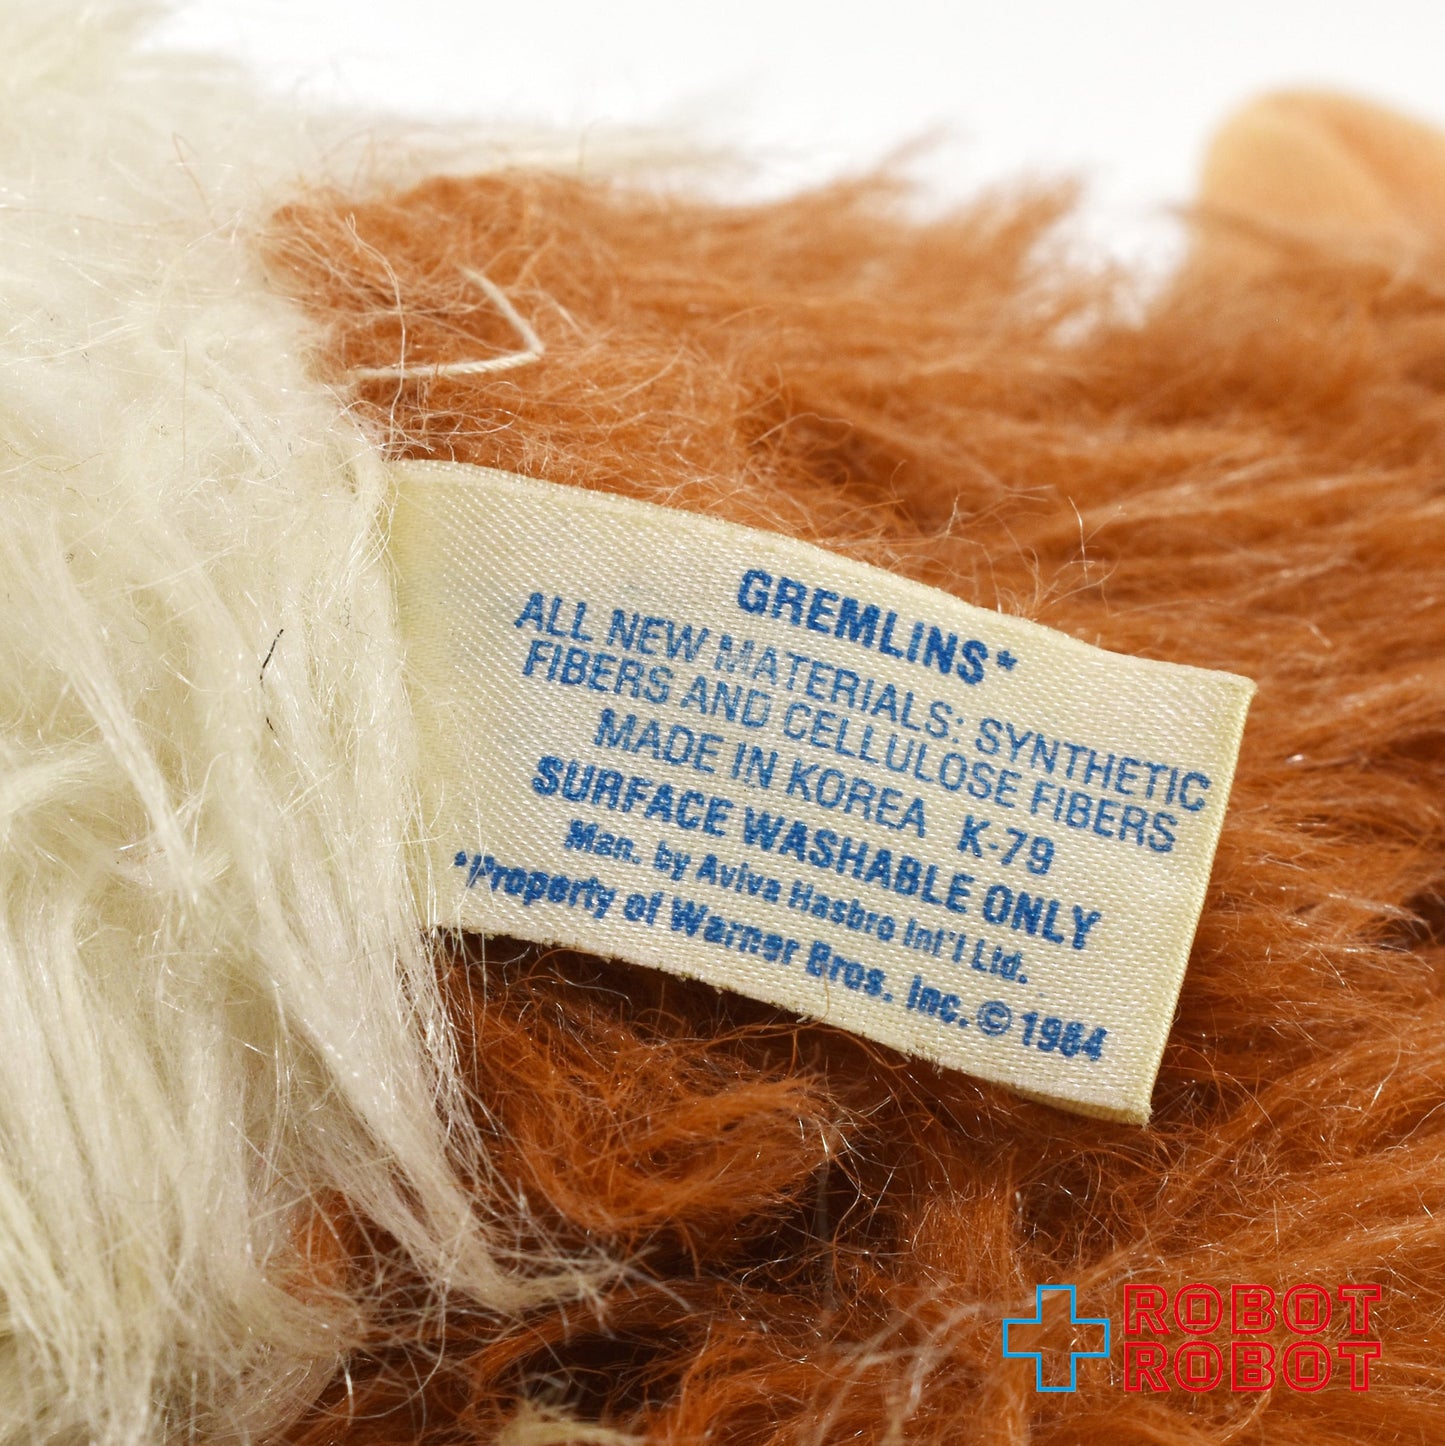 GREMLINS*
ALL NEW MATERIALS: SYNTHETIC
FIBERS AND CELLULOSE FIBERS
MADE IN KOREA K-79
SURFACE WASHABLE ONLY
Man. by Aviva Hasbro Int'l Ltd.
*Property of Warner Bros. Inc. © 1984
ROBOT
ROBOT